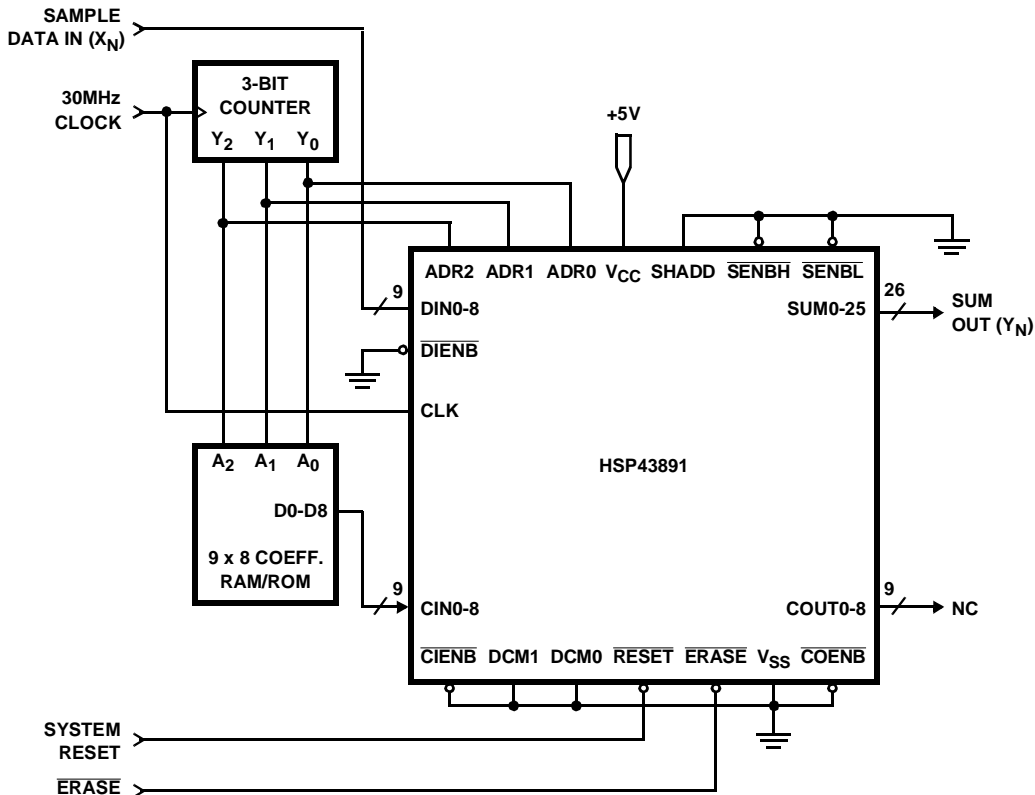 SAMPLE
DATA IN (XN)
30MHz
CLOCK
3-BIT
COUNTER
Y2 Y1 Y0
+5V
ADR2 ADR1 ADR0 VCC SHADD SENBH SENBL
9
DIN0-8
26
SUM0-25
SUM
OUT (YN)
DIENB
CLK
A2 A1 A0
D0-D8
9 x 8 COEFF.
RAM/ROM
HSP43891
9
CIN0-8
9
COUT0-8
NC
CIENB DCM1 DCM0 RESET ERASE VSS COENB
SYSTEM
RESET
ERASE